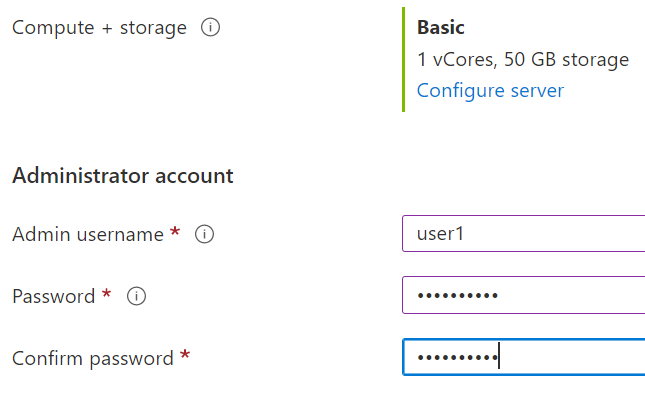 Compute + storage
Basic
1 vCores, 50 GB storage
Configure server
Administrator account
Admin username *
user1
Password *
••••••••••
Confirm password *
••••••••••